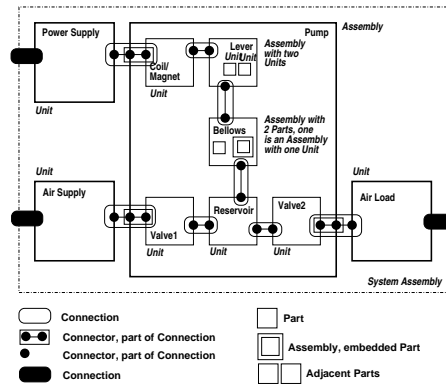 Power Supply
Pump
Assembly
Coil/
Magnet
Lever
Unit
Unit
Assembly
with two
Units
Unit
Unit
Bellows
Assembly with
2 Parts, one
is an Assembly
with one Unit
Unit
Unit
Air Supply
Air Load
Valve1
Reservoir
Valve2
Unit
Unit
Unit
System Assembly
Connection
Connector, part of Connection
Connector, part of Connection
Connection
Part
Assembly, embedded Part
Adjacent Parts